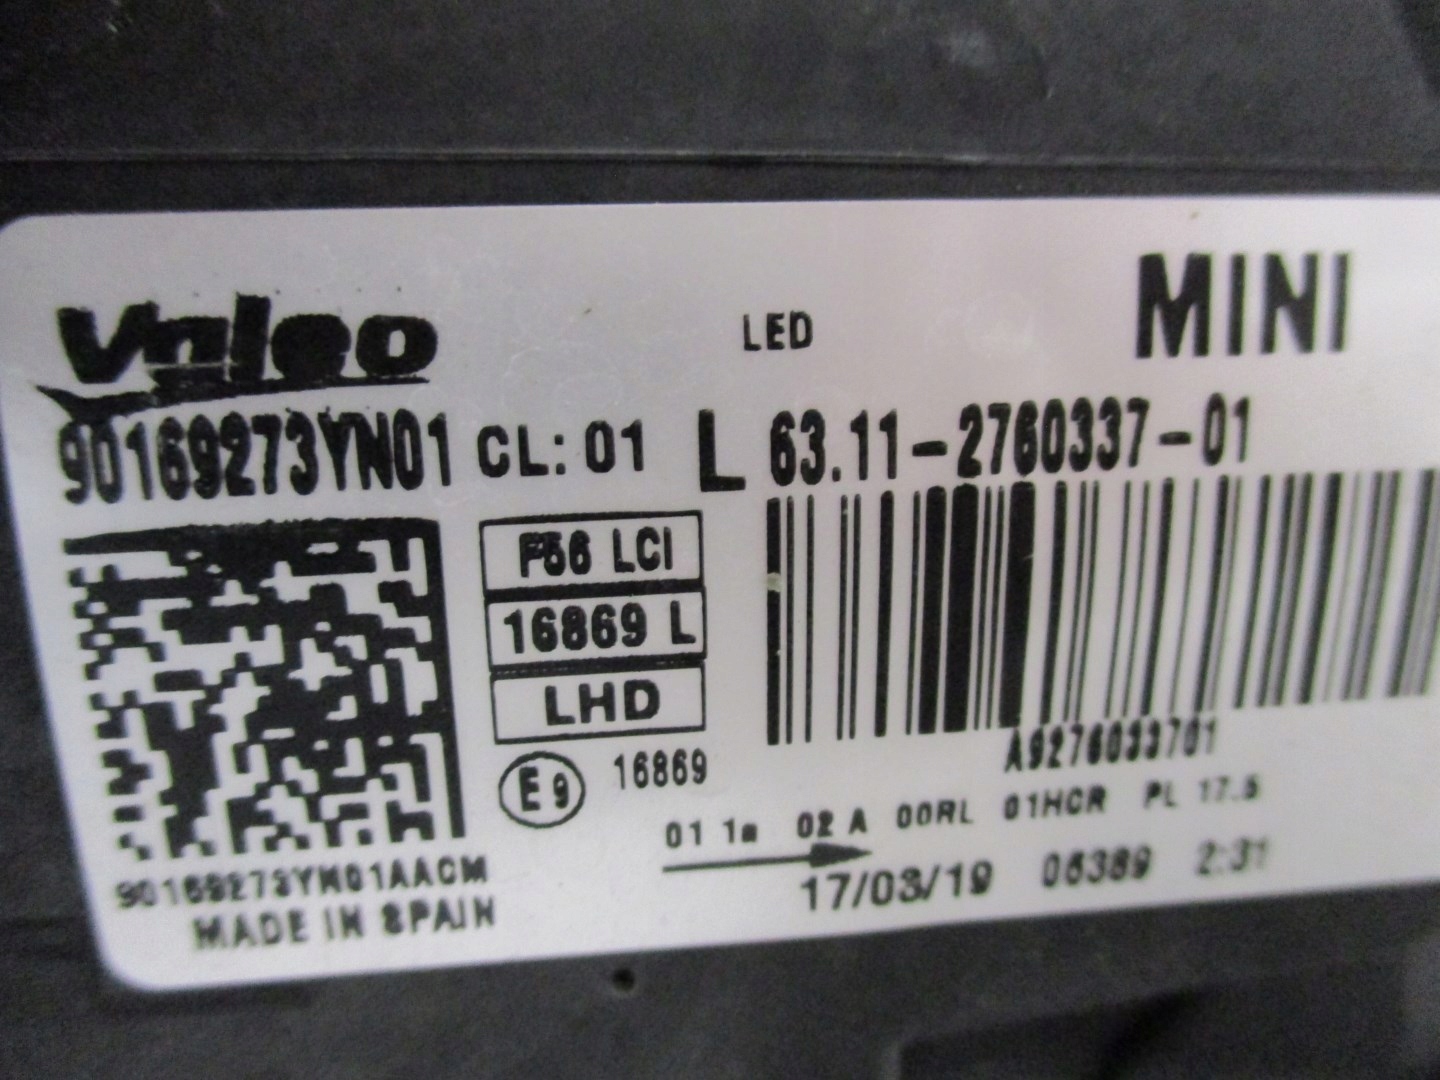 Valeo
LED
MINI
90169273YN01 CL:01 L 63.11-2760337-01
F56 LCI
16869 L
LHD
E9 16869
A9276033701
01 1a 02 A 00RL 01HCR PL 17.5
17/03/19 06389 2:31
90169273YN01AACM
MADE IN SPAIN